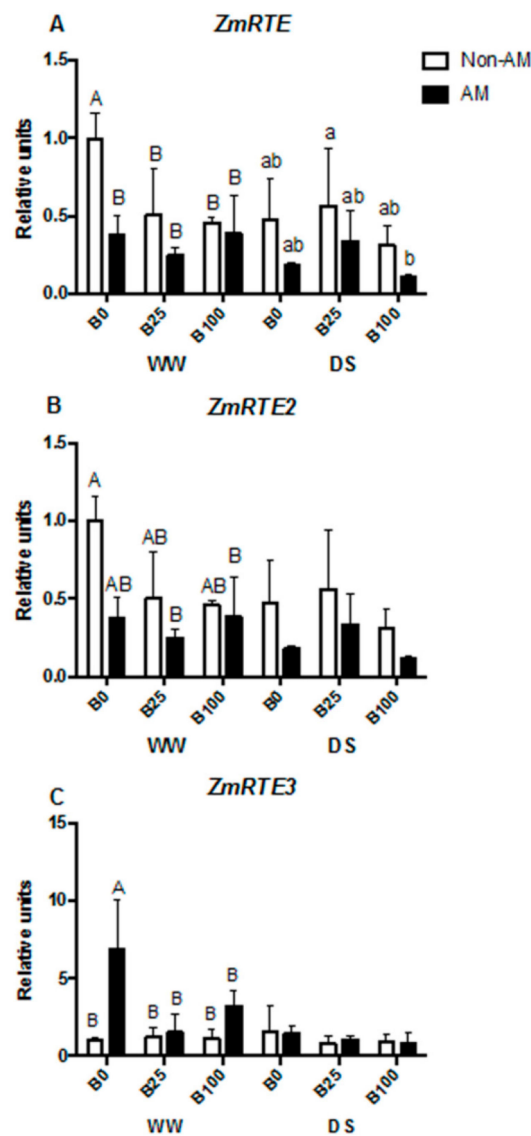 A ZmRTE
Non-AM
AM
Relative units
1.5
1.0
0.5
0.0
A B B B B B ab ab a ab ab b
B0 B25 B100 B0 B25 B100
WW DS
B ZmRTE2
Relative units
1.5
1.0
0.5
0.0
A AB AB B AB B
B0 B25 B100 B0 B25 B100
WW DS
C ZmRTE3
Relative units
15
10
5
0
B A B B B B
B0 B25 B100 B0 B25 B100
WW DS